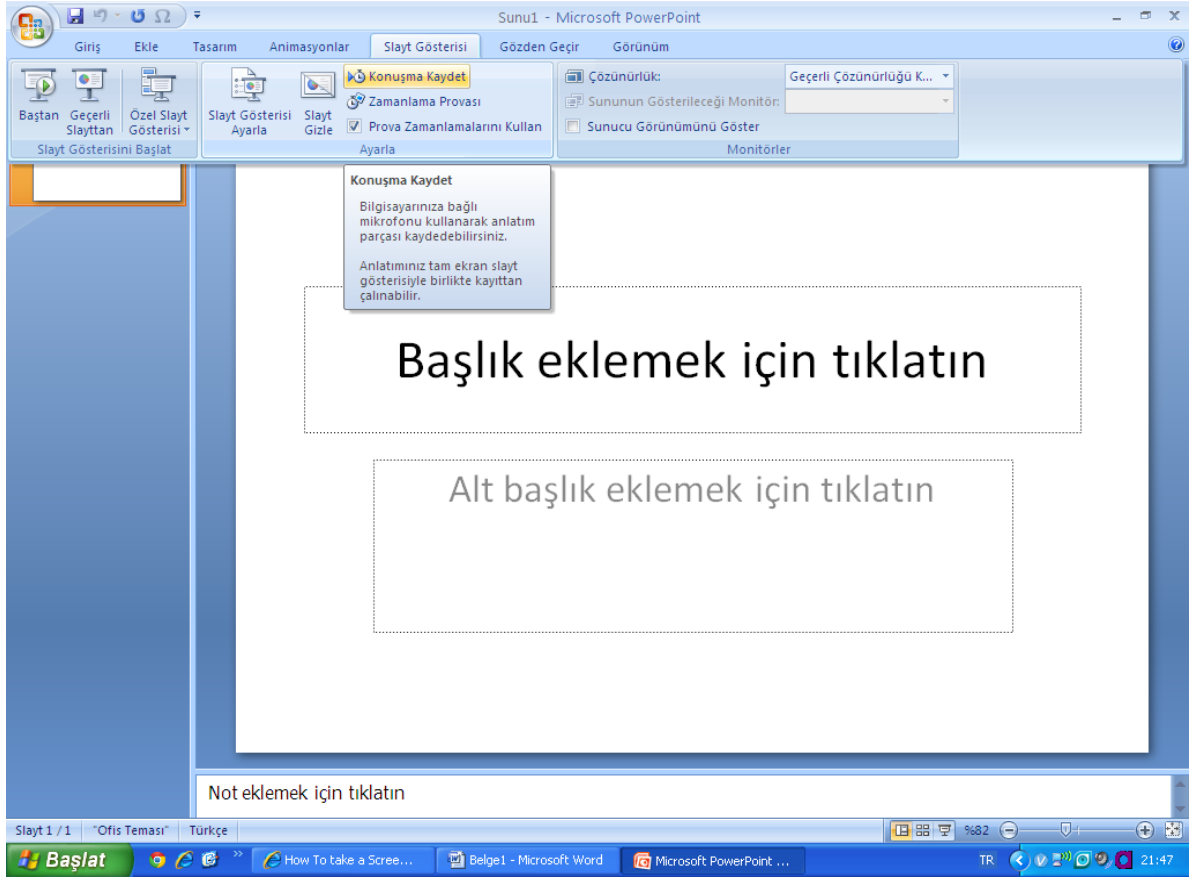 Sunu1 - Microsoft PowerPoint
Giriş Ekle Tasarım Animasyonlar Slayt Gösterisi Gözden Geçir Görünüm
Baştan
Geçerli
Slayttan
Özel Slayt
Gösterisi
Slayt Gösterisini Başlat
Slayt Gösterisi
Ayarla
Slayt
Gizle
Konuşma Kaydet
Zamanlama Provası
Prova Zamanlamalarını Kullan
Ayarla
Çözünürlük: Geçerli Çözünürlüğü K...
Sununun Gösterileceği Monitör:
Sunucu Görünümünü Göster
Monitörler
Konuşma Kaydet
Bilgisayarınıza bağlı
mikrofonu kullanarak anlatım
parçası kaydedebilirsiniz.
Anlatımınız tam ekran slayt
gösterisiyle birlikte kayıttan
çalınabilir.
Başlık eklemek için tıklatın
Alt başlık eklemek için tıklatın
Not eklemek için tıklatın
Slayt 1 / 1 "Ofis Teması" Türkçe %82
Başlat How To take a Scree... Belge1 - Microsoft Word Microsoft PowerPoint ... TR 21:47